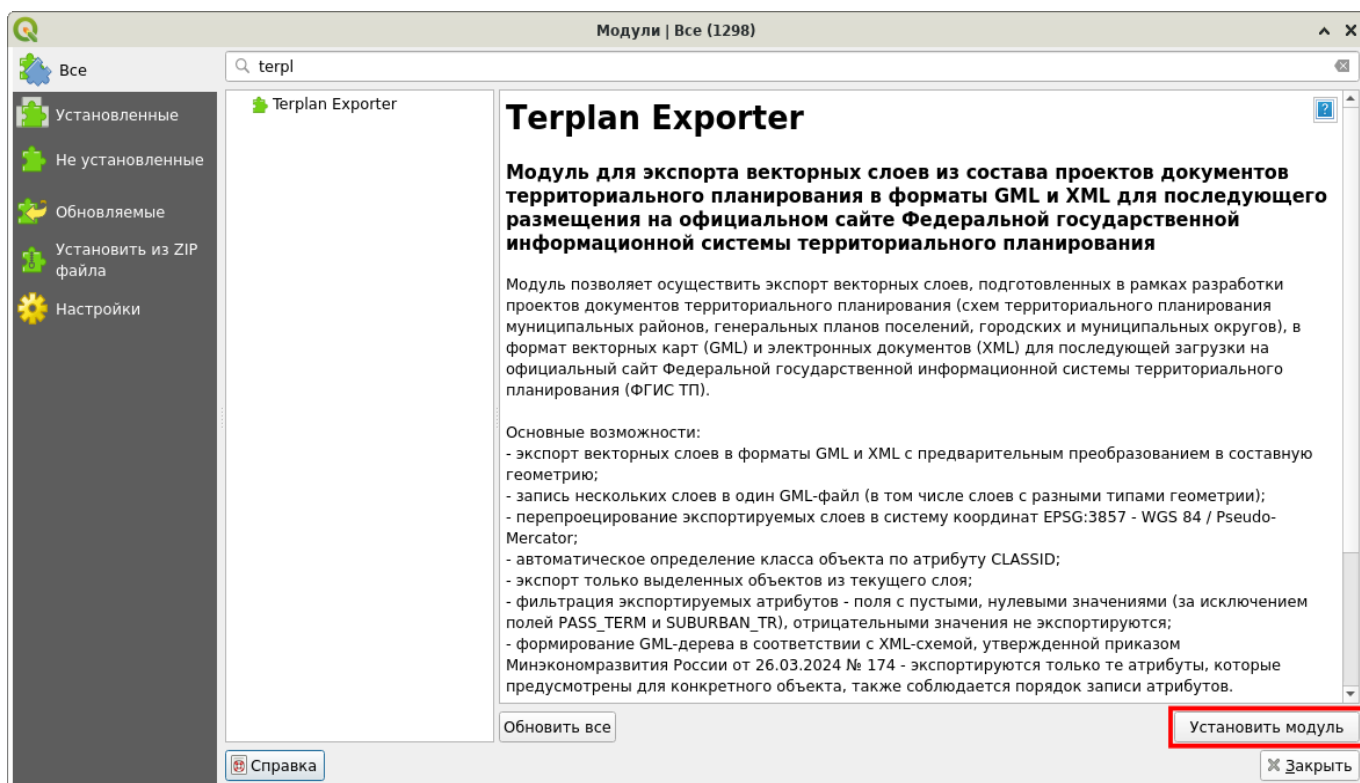 Модули | Все (1298)
Все
terpl
Установленные
Не установленные
Обновляемые
Установить из ZIP
файла
Настройки
Terplan Exporter
Terplan Exporter
?
Модуль для экспорта векторных слоев из состава проектов документов
территориального планирования в форматы GML и XML для последующего
размещения на официальном сайте Федеральной государственной
информационной системы территориального планирования
Модуль позволяет осуществить экспорт векторных слоев, подготовленных в рамках разработки
проектов документов территориального планирования (схем территориального планирования
муниципальных районов, генеральных планов поселений, городских и муниципальных округов), в
формат векторных карт (GML) и электронных документов (XML) для последующей загрузки на
официальный сайт Федеральной государственной информационной системы территориального
планирования (ФГИС ТП).
Основные возможности:
- экспорт векторных слоев в форматы GML и XML с предварительным преобразованием в составную
геометрию;
- запись нескольких слоев в один GML-файл (в том числе слоев с разными типами геометрии);
- перепроецирование экспортируемых слоев в систему координат EPSG:3857 - WGS 84 / Pseudo-
Mercator;
- автоматическое определение класса объекта по атрибуту CLASSID;
- экспорт только выделенных объектов из текущего слоя;
- фильтрация экспортируемых атрибутов - поля с пустыми, нулевыми значениями (за исключением
полей PASS_TERM и SUBURBAN_TR), отрицательными значения не экспортируются;
- формирование GML-дерева в соответствии с XML-схемой, утвержденной приказом
Минэкономразвития России от 26.03.2024 № 174 - экспортируются только те атрибуты, которые
предусмотрены для конкретного объекта, также соблюдается порядок записи атрибутов.
Обновить все
Установить модуль
Справка
Закрыть